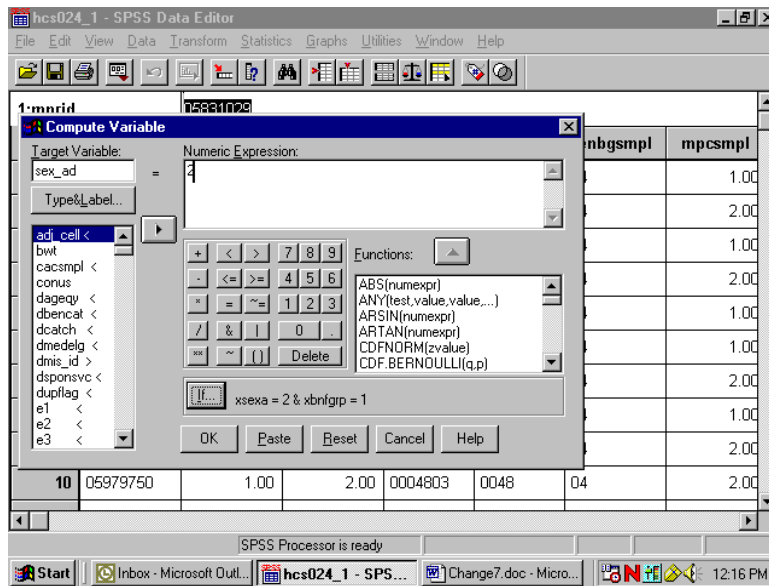 hcs024_1 - SPSS Data Editor
File Edit View Data Transform Statistics Graphs Utilities Window Help
1:mprid 05831029
Compute Variable
nbgsmpl mpcsmpl
Target Variable:
sex_ad
=
Numeric Expression:
2
Type&Label...
adj_cell <
bwt
cacsmpl <
conus
dageqy <
dbencat <
dcatch <
dmedelg <
dmis_id >
dsponsvc <
dupflag <
e1 <
e2 <
e3 <
+ < > 7 8 9
- <= >= 4 5 6
* = ~= 1 2 3
/ & | 0 .
** ~ () Delete
Functions:
ABS(numexpr)
ANY(test,value,value,...)
ARSIN(numexpr)
ARTAN(numexpr)
CDFNORM(zvalue)
CDF.BERNOULLI(q,p)
If... xsexa = 2 & xbnfgrp = 1
OK Paste Reset Cancel Help
1.00
2.00
1.00
2.00
1.00
1.00
2.00
1.00
2.00
10 05979750 1.00 2.00 0004803 0048 04 2.00
SPSS Processor is ready
Start Inbox - Microsoft Outl... hcs024_1 - SPS... Change7.doc - Micro... 12:16 PM